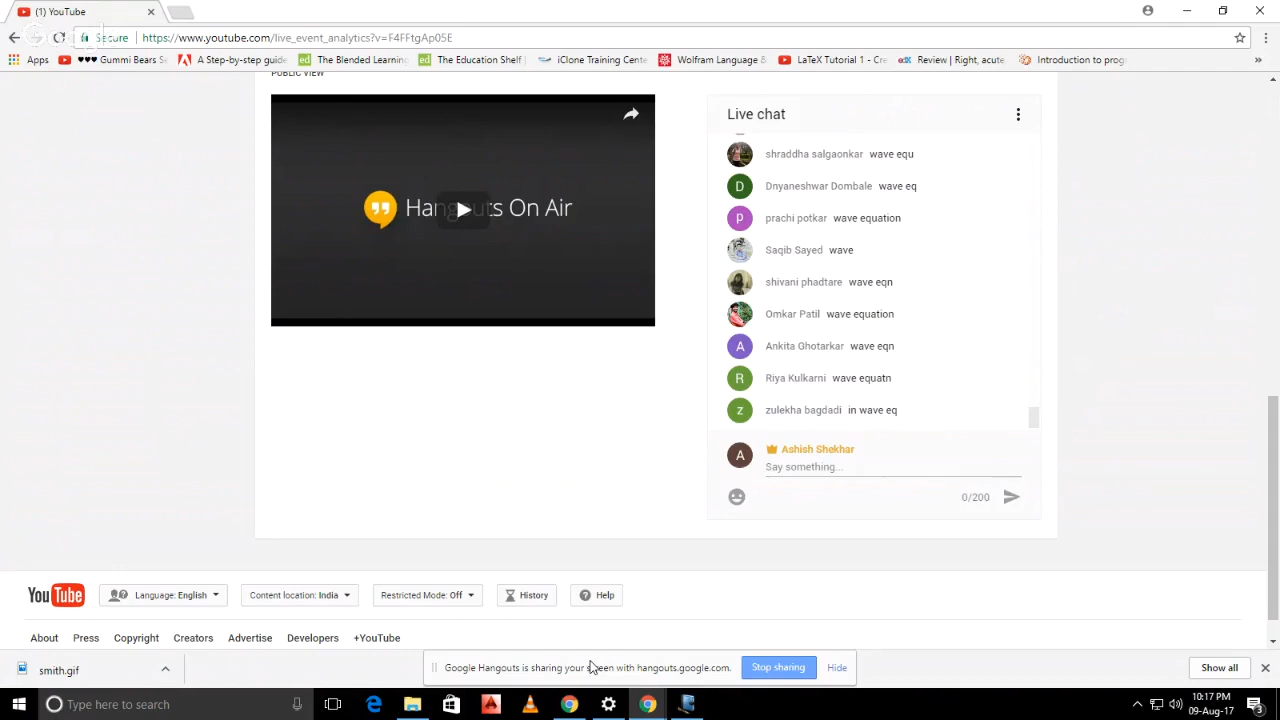 (1) YouTube
Secure https://www.youtube.com/live_event_analytics?v=F4FFtgAp05E
Apps ♥♥♥ Gummi Bears S A Step-By-step guide The Blended Learnin The Education Shelf iClone Training Cente Wolfram Language & LaTeX Tutorial 1 - Cre Review | Right, acute Introduction to prog »
PUBLIC VIEW
Live chat
Hangouts On Air
shraddha salgaonkar wave equ
Dnyaneshwar Dombale wave eq
prachi potkar wave equation
Saqib Sayed wave
shivani phadtare wave eqn
Omkar Patil wave equation
Ankita Ghotarkar wave eqn
Riya Kulkarni wave equatn
zulekha bagdadi in wave eq
Ashish Shekhar
Say something...
0/200
YouTube Language: English Content location: India Restricted Mode: Off History Help
About Press Copyright Creators Advertise Developers +YouTube
smith.gif Google Hangouts is sharing your screen with hangouts.google.com. Stop sharing Hide Show all
Type here to search
10:17 PM
09-Aug-17